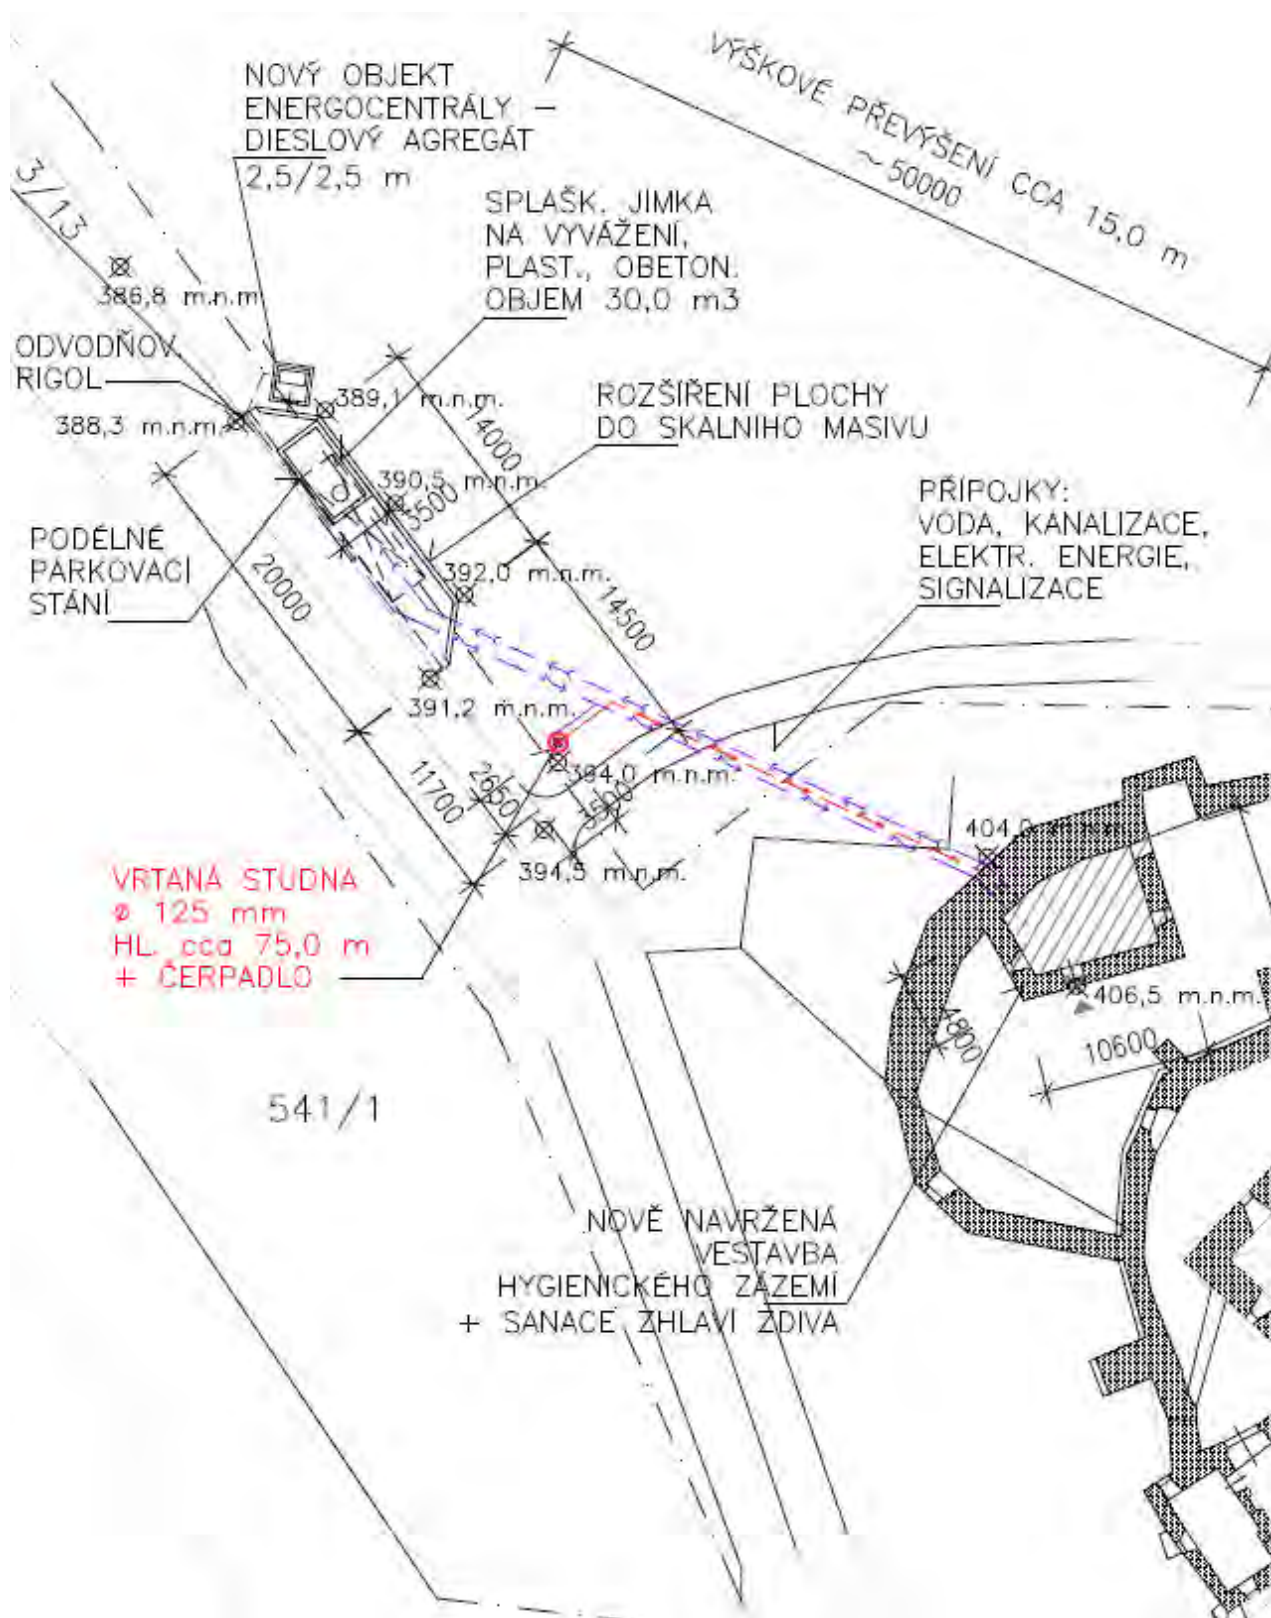 NOVÝ OBJEKT
ENERGOCENTRÁLY –
DIESLOVÝ AGREGÁT
2,5/2,5 m
VÝŠKOVÉ PŘEVÝŠENÍ CCA 15,0 m
~50000
3/13
SPLAŠK. JIMKA
NA VYVÁŽENÍ,
PLAST., OBETON.
OBJEM 30,0 m3
386,8 m.n.m.
ODVODŇOV.
RIGOL
389,1 m.n.m.
388,3 m.n.m.
14000
ROZŠÍŘENÍ PLOCHY
DO SKALNIHO MASIVU
390,5 m.n.m.
3500
PŘÍPOJKY:
VODA, KANALIZACE,
ELEKTR. ENERGIE,
SIGNALIZACE
PODÉLNÉ
PARKOVACÍ
STÁNÍ
20000
392,0 m.n.m.
14500
391,2 m.n.m.
394,0 m.n.m.
11700
2650
3500
394,5 m.n.m.
404,0 m.n.m.
VRTANÁ STUDNA
ø 125 mm
HL. cca 75,0 m
+ ČERPADLO
406,5 m.n.m.
4800
10600
541/1
NOVĚ NAVRŽENÁ
VESTAVBA
HYGIENICKÉHO ZÁZEMÍ
+ SANACE ZHLAVÍ ZDIVA